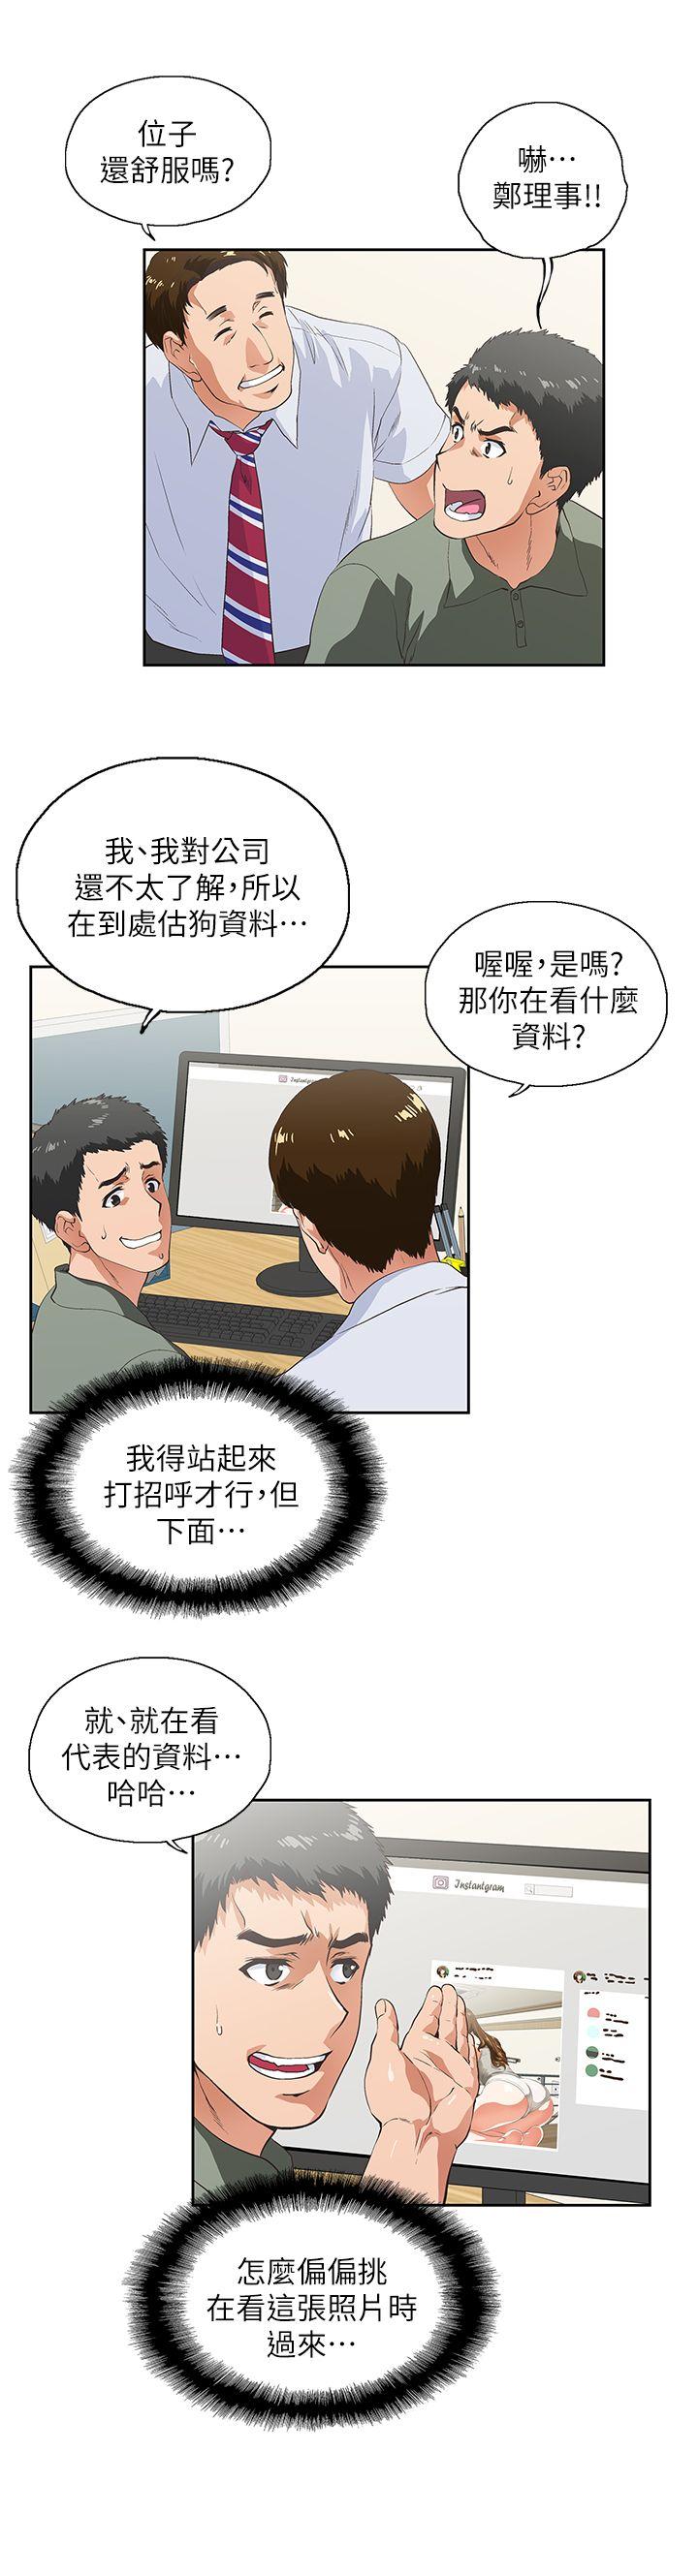 位子
還舒服嗎?
嚇…
鄭理事!!
我、我對公司
還不太了解,所以
在到處估狗資料…
喔喔,是嗎?
那你在看什麼
資料?
Instantgram
我得站起來
打招呼才行,但
下面…
就、就在看
代表的資料…
哈哈…
Instantgram
怎麼偏偏挑
在看這張照片時
過來…